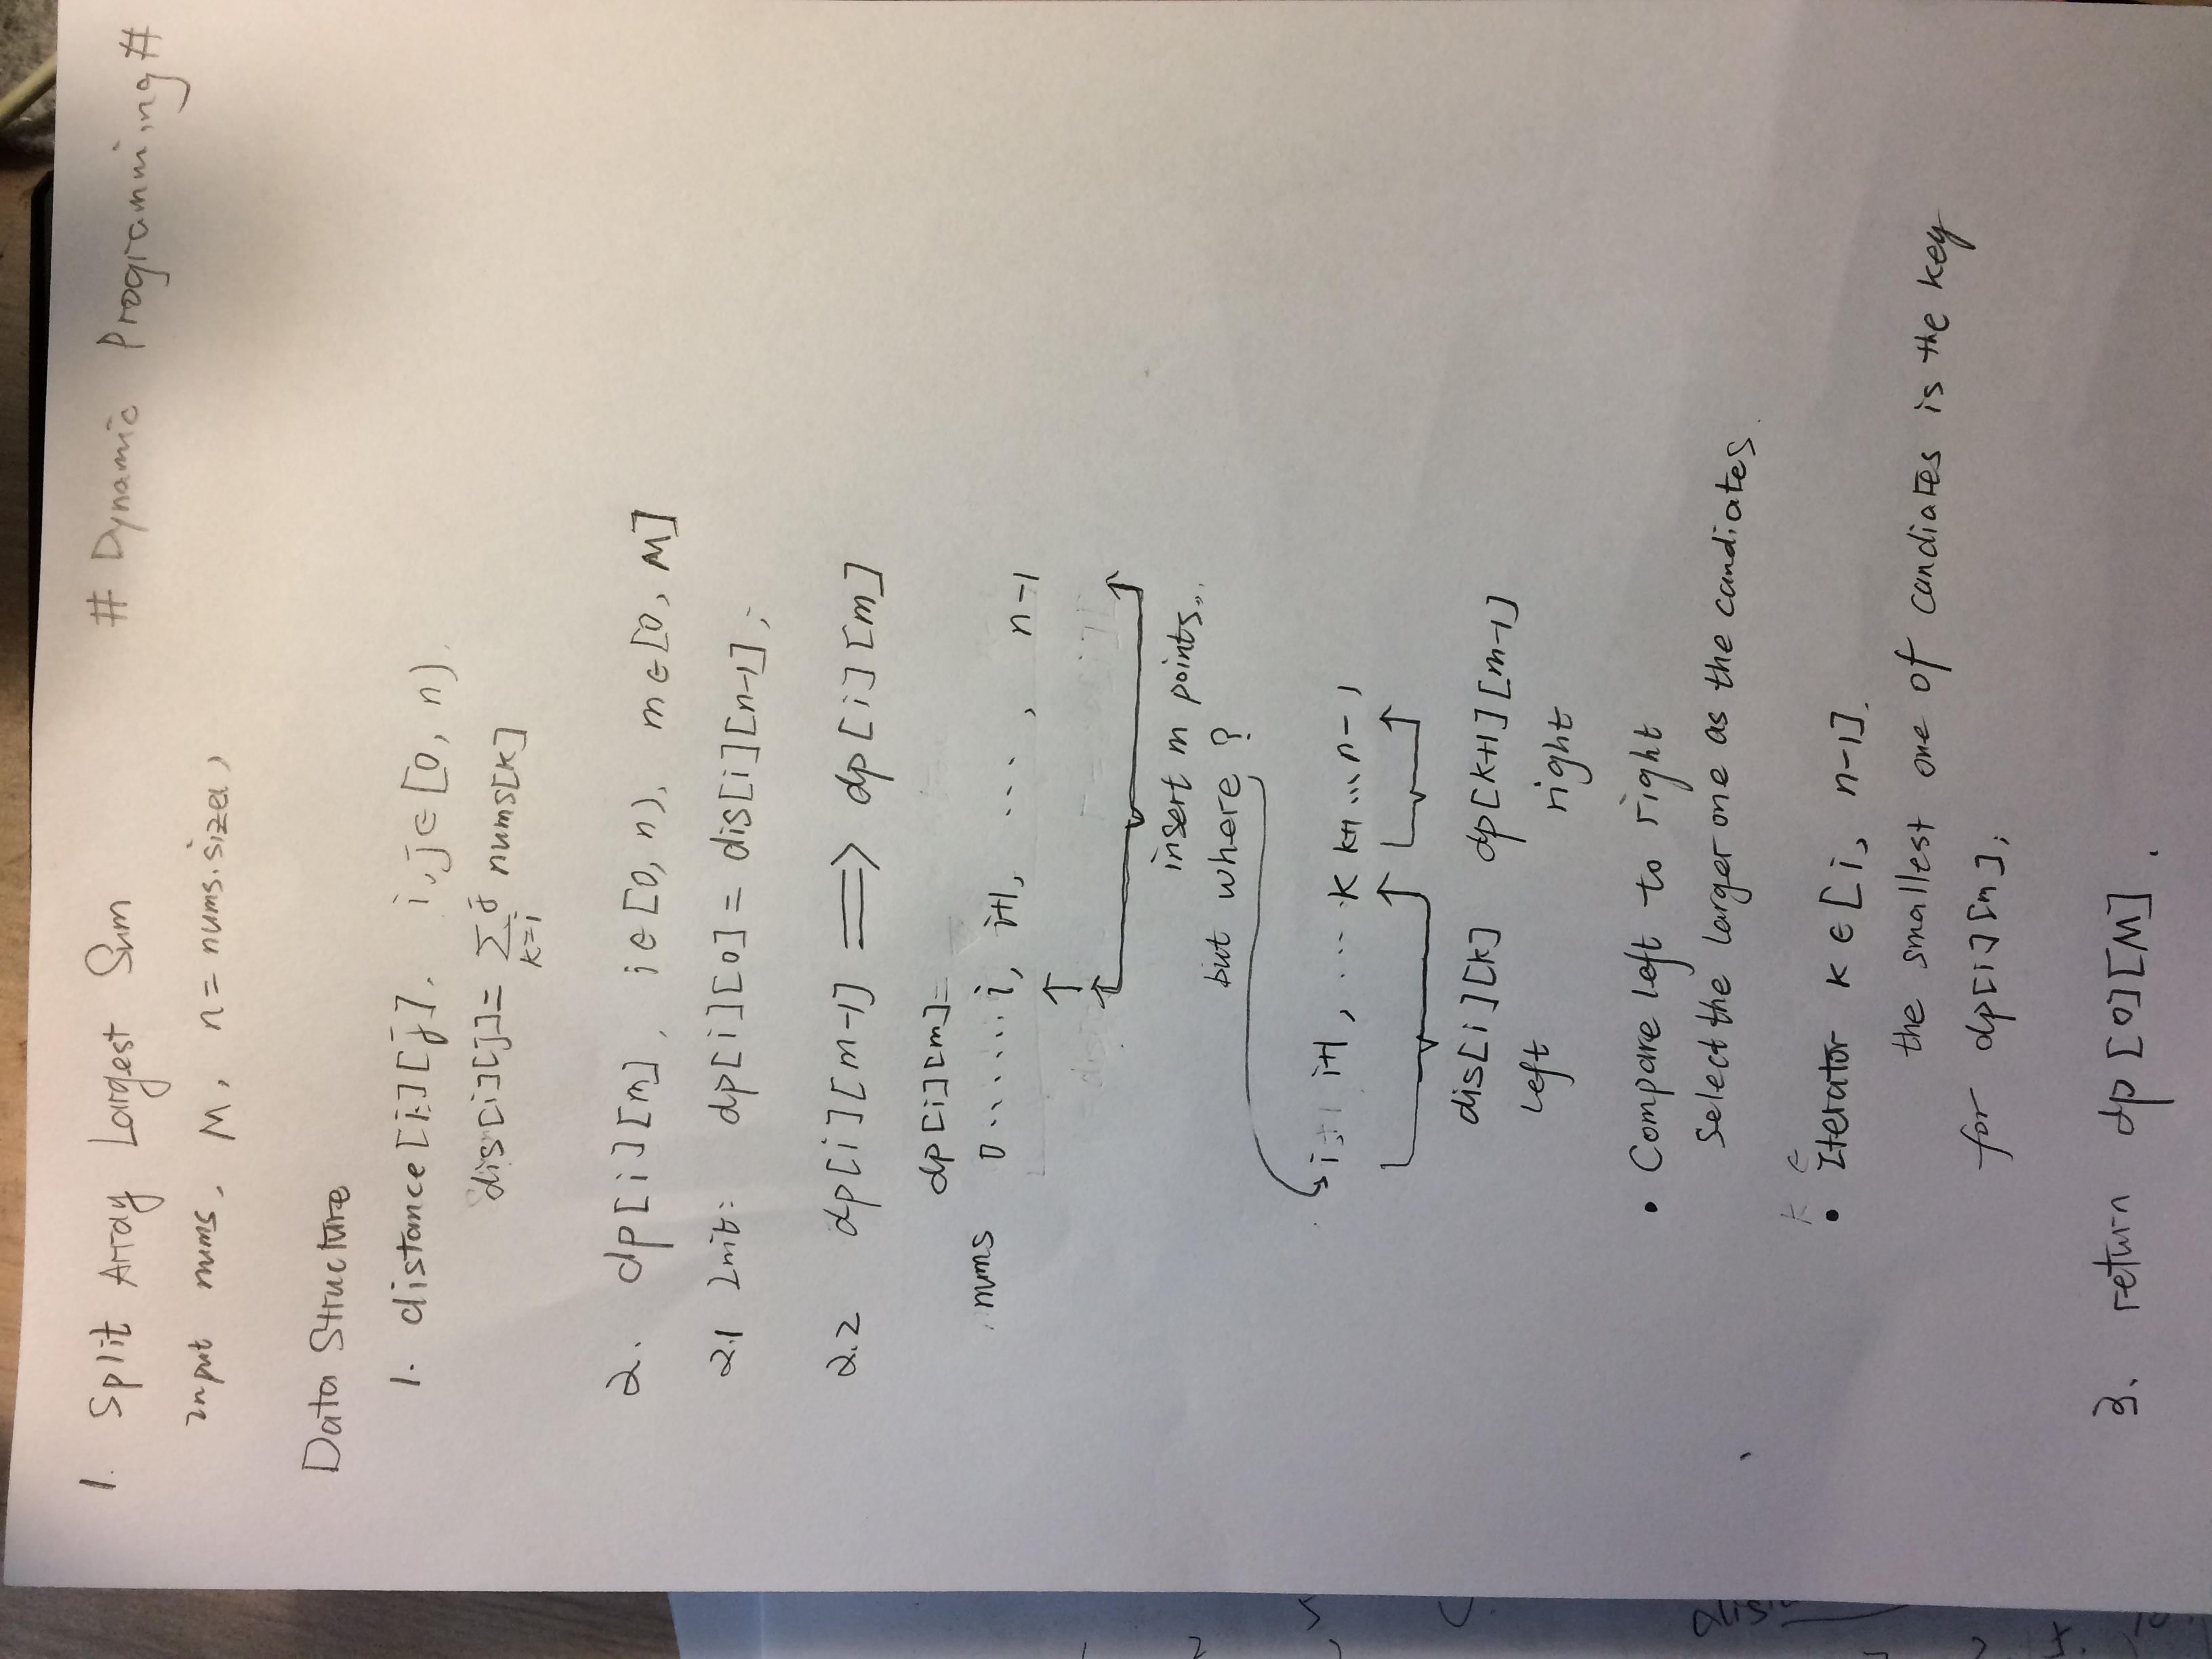 1. Split Array Largest Sum # Dynamic Programming #
Input nums, M, n = nums.size()
Data Structure
1. distance[i][j], i,j∈[0, n).
dis[i][j] = ∑_{k=i}^{j} nums[k]
2. dp[i][m], i∈[0, n), m∈[0, M]
2.1 Init: dp[i][0] = dis[i][n-1];
2.2 dp[i][m-1] ⟹ dp[i][m]
dp[i][m]=
nums 0 ....... i, i+1, ... , n-1
insert m points..
but where ?
i, i+1, ... k k+1 ... n-1
dis[i][k] dp[k+1][m-1]
left right
• Compare left to right
Select the larger one as the candiates.
k ∈
• Iterator k ∈ [i, n-1].
the smallest one of candiates is the key
for dp[i][m];
3. return dp[0][M].